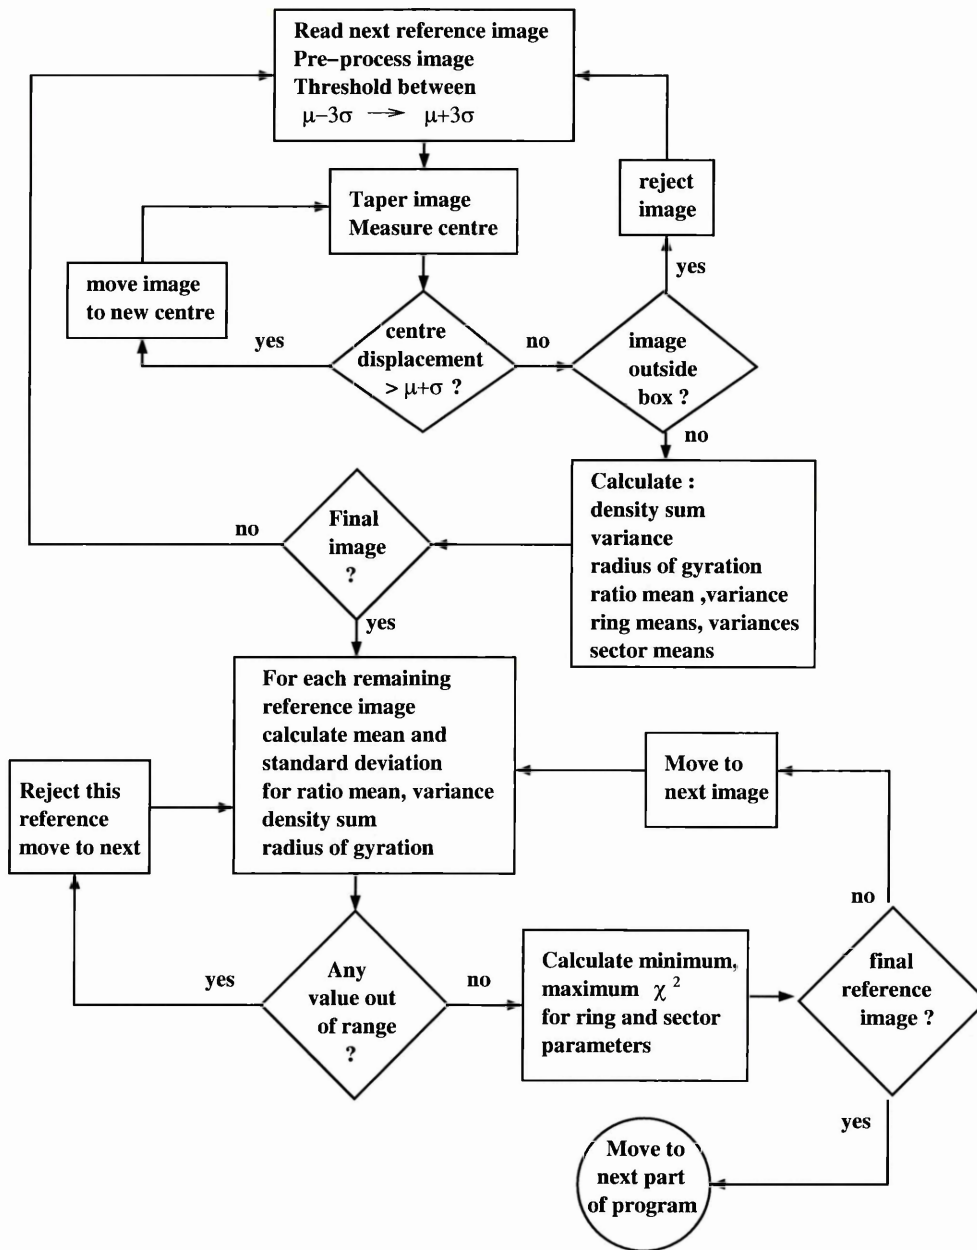 Read next reference image
Pre-process image
Threshold between
μ-3σ → μ+3σ
Taper image
Measure centre
reject
image
yes
move image
to new centre
yes
centre
displacement
> μ+σ ?
no
image
outside
box ?
no
Calculate :
density sum
variance
radius of gyration
ratio mean ,variance
ring means, variances
sector means
no
Final
image
?
yes
For each remaining
reference image
calculate mean and
standard deviation
for ratio mean, variance
density sum
radius of gyration
Move to
next image
Reject this
reference
move to next
yes
Any
value out
of range
?
no
Calculate minimum,
maximum χ²
for ring and sector
parameters
no
final
reference
image ?
yes
Move to
next part
of program